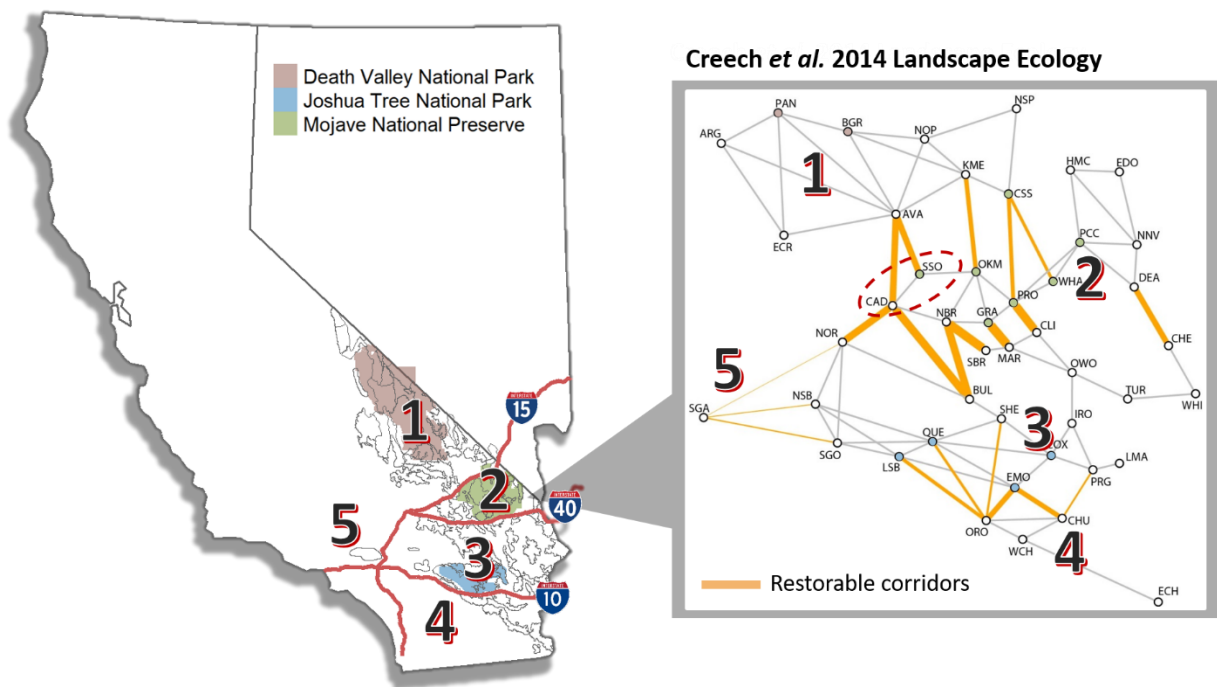 Death Valley National Park
Joshua Tree National Park
Mojave National Preserve
1
2
3
4
5
INTERSTATE
15
INTERSTATE
40
INTERSTATE
10
Creech et al. 2014 Landscape Ecology
PAN
BGR
NOP
NSP
ARG
KME
HMC
EDO
1
CSS
AVA
ECR
PCC
NNV
SSO
OKM
WHA
2
DEA
CAD
PRO
NBR
GRA
CLI
NOR
SBR
MAR
CHE
5
OWO
BUL
TUR
WHI
SGA
NSB
SHE
IRO
QUE
3
SGO
LSB
LMA
EMO
PRG
ORO
CHU
WCH
4
ECH
Restorable corridors